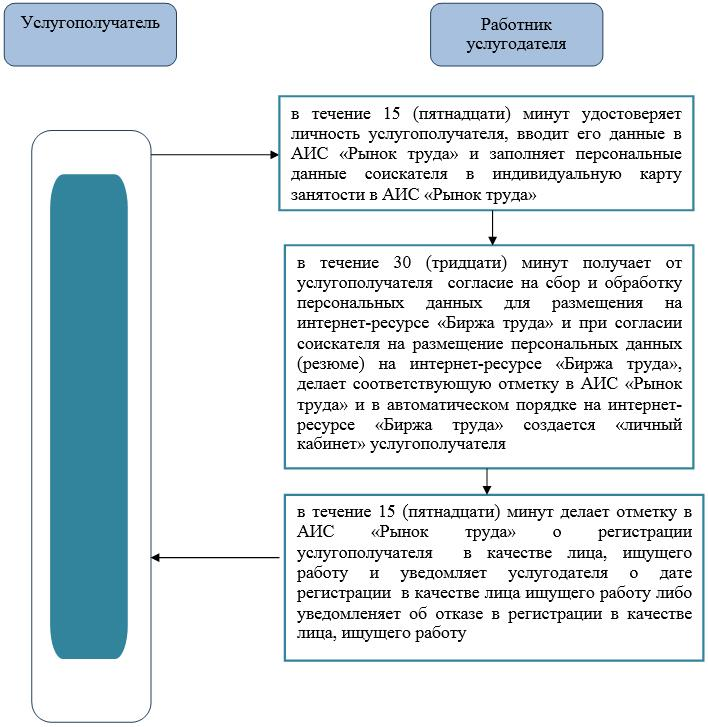 Услугополучатель
Работник
услугодателя
в течение 15 (пятнадцати) минут удостоверяет
личность услугополучателя, вводит его данные в
АИС «Рынок труда» и заполняет персональные
данные соискателя в индивидуальную карту
занятости в АИС «Рынок труда»
в течение 30 (тридцати) минут получает от
услугополучателя согласие на сбор и обработку
персональных данных для размещения на
интернет-ресурсе «Биржа труда» и при согласии
соискателя на размещение персональных данных
(резюме) на интернет-ресурсе «Биржа труда»,
делает соответствующую отметку в АИС «Рынок
труда» и в автоматическом порядке на интернет-
ресурсе «Биржа труда» создается «личный
кабинет» услугополучателя
в течение 15 (пятнадцати) минут делает отметку в
АИС «Рынок труда» о регистрации
услугополучателя в качестве лица, ищущего
работу и уведомляет услугодателя о дате
регистрации в качестве лица ищущего работу либо
уведомленяет об отказе в регистрации в качестве
лица, ищущего работу